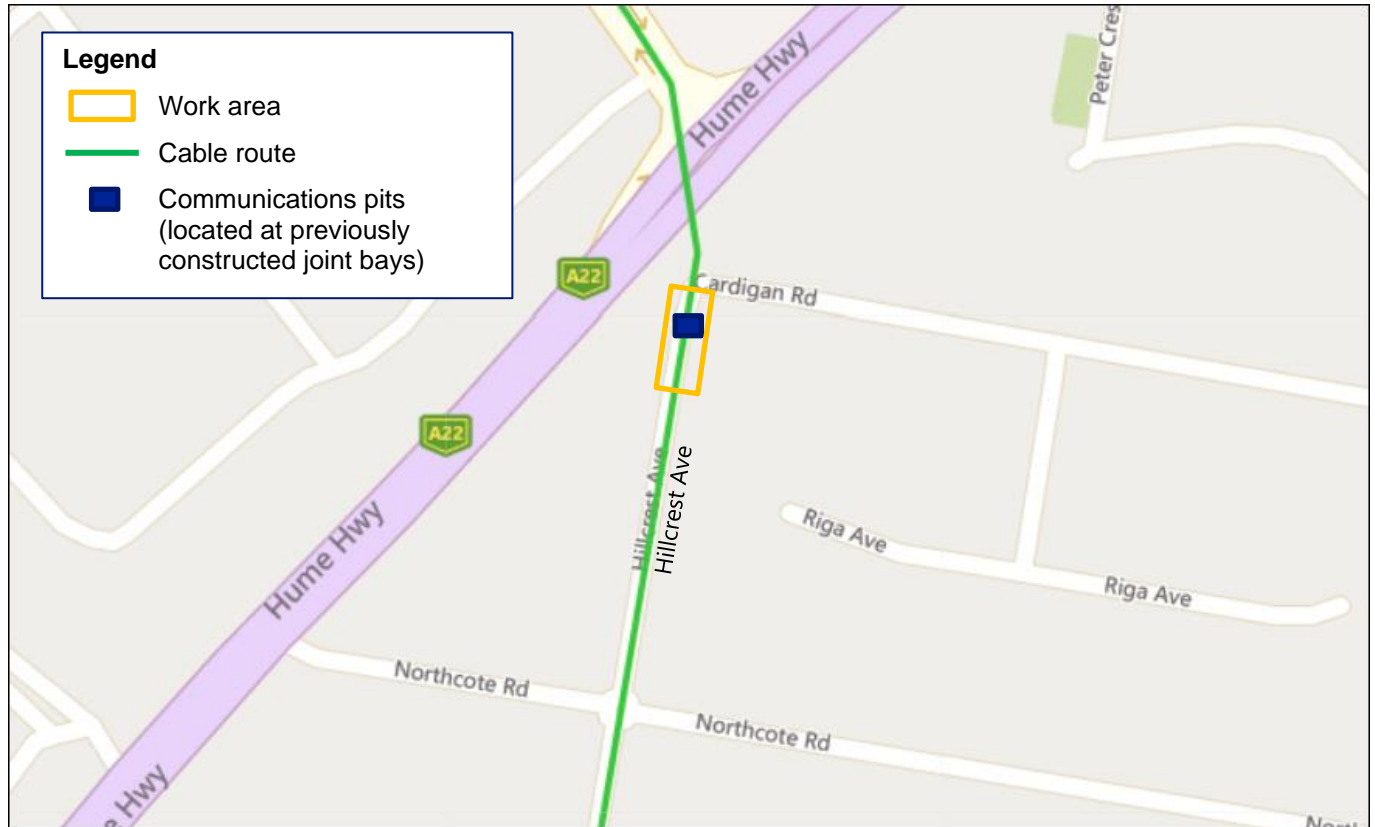 Legend
Work area
Cable route
Communications pits
(located at previously
constructed joint bays)
Hume Hwy
Peter Cres
A22
Cardigan Rd
A22
Hillcrest Ave
Hillcrest Ave
Hume Hwy
Riga Ave
Riga Ave
Northcote Rd
Northcote Rd
e Hwy